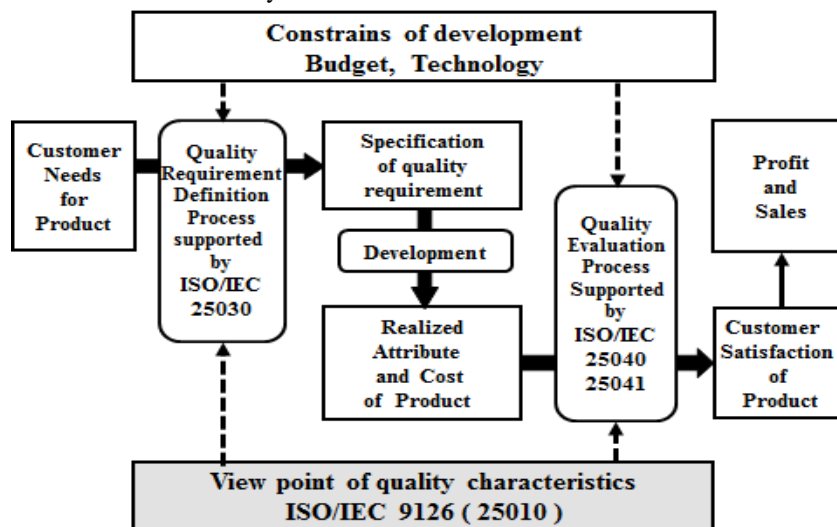 Constrains of development
Budget, Technology
Customer
Needs
for
Product
Quality
Requirement
Definition
Process
supported
by
ISO/IEC
25030
Specification
of quality
requirement
Development
Realized
Attribute
and Cost
of Product
Quality
Evaluation
Process
Supported
by
ISO/IEC
25040
25041
Profit
and
Sales
Customer
Satisfaction
of
Product
View point of quality characteristics
ISO/IEC 9126 ( 25010 )